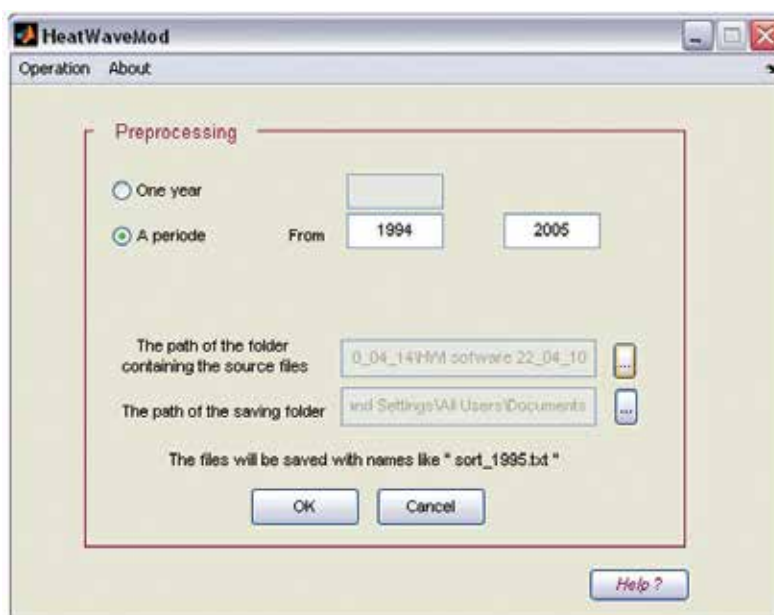 HeatWaveMod
Operation About
Preprocessing
One year
A periode From 1994 2005
The path of the folder
containing the source files
0_04_14\HWI sotware 22_04_10
...
The path of the saving folder
and Settings\All Users\Documents
...
The files will be saved with names like " sort_1995.txt "
OK Cancel
Help ?